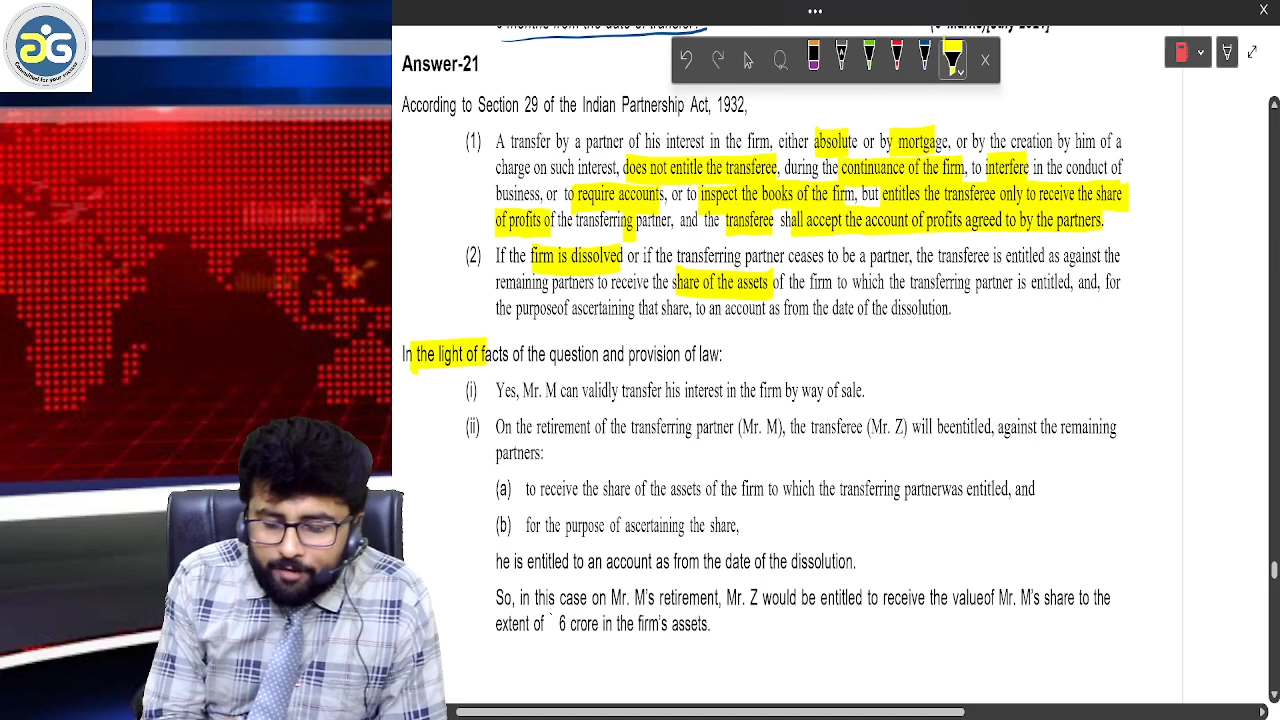 Answer-21
According to Section 29 of the Indian Partnership Act, 1932,
(1) A transfer by a partner of his interest in the firm, either absolute or by mortgage, or by the creation by him of a
charge on such interest, does not entitle the transferee, during the continuance of the firm, to interfere in the conduct of
business, or to require accounts, or to inspect the books of the firm, but entitles the transferee only to receive the share
of profits of the transferring partner, and the transferee shall accept the account of profits agreed to by the partners.
(2) If the firm is dissolved or if the transferring partner ceases to be a partner, the transferee is entitled as against the
remaining partners to receive the share of the assets of the firm to which the transferring partner is entitled, and, for
the purposeof ascertaining that share, to an account as from the date of the dissolution.
In the light of facts of the question and provision of law:
(i) Yes, Mr. M can validly transfer his interest in the firm by way of sale.
(ii) On the retirement of the transferring partner (Mr. M), the transferee (Mr. Z) will beentitled, against the remaining
partners:
(a) to receive the share of the assets of the firm to which the transferring partnerwas entitled, and
(b) for the purpose of ascertaining the share,
he is entitled to an account as from the date of the dissolution.
So, in this case on Mr. M's retirement, Mr. Z would be entitled to receive the valueof Mr. M's share to the
extent of ` 6 crore in the firm's assets.